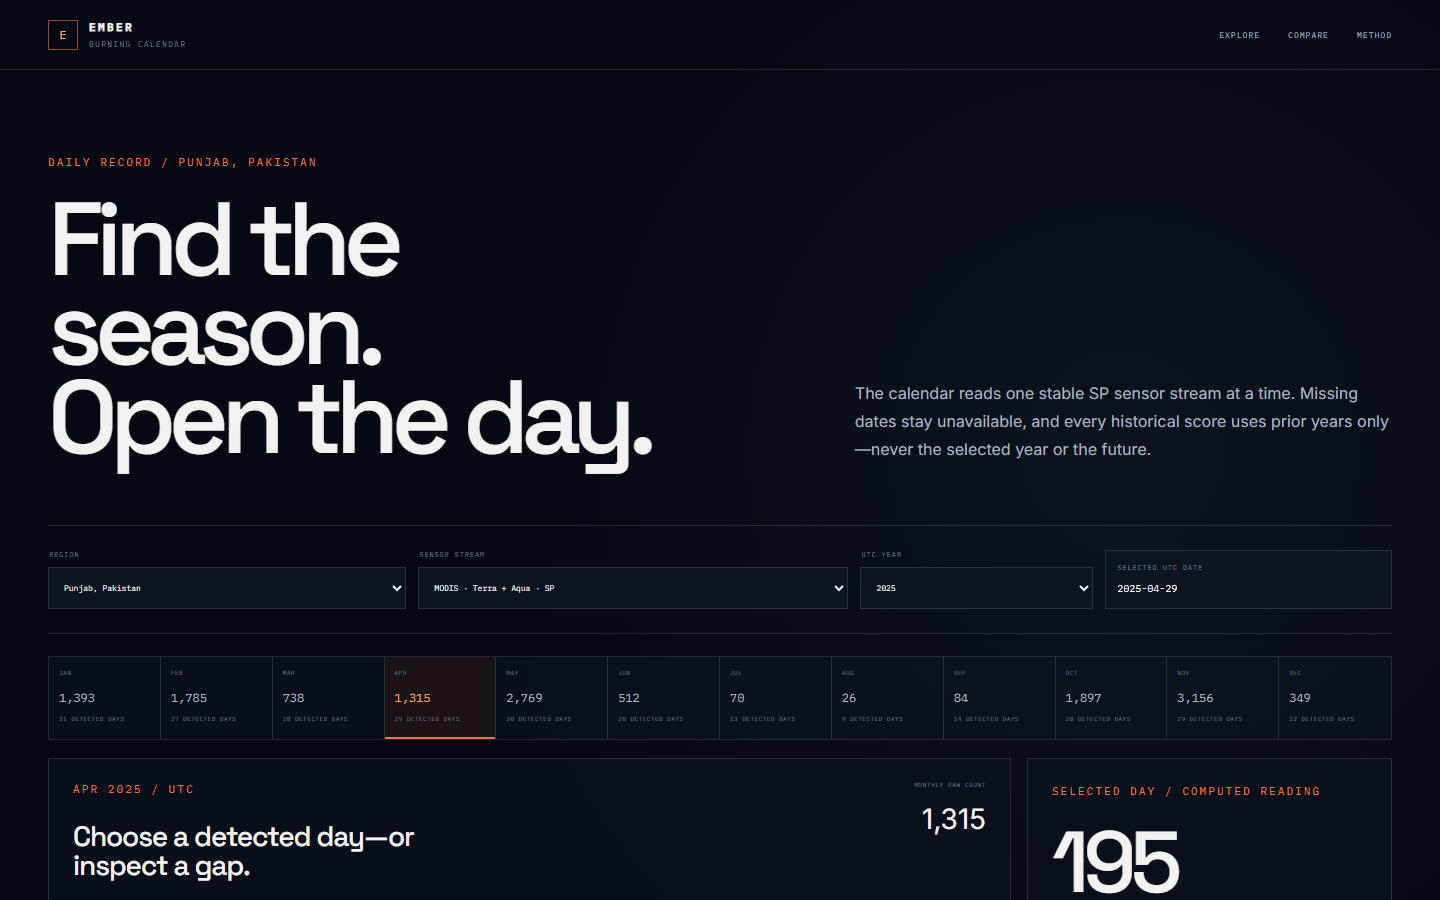 E
EMBER
BURNING CALENDAR
EXPLORE COMPARE METHOD
DAILY RECORD / PUNJAB, PAKISTAN
Find the
season.
Open the day.
The calendar reads one stable SP sensor stream at a time. Missing
dates stay unavailable, and every historical score uses prior years only
—never the selected year or the future.
REGION
Punjab, Pakistan
SENSOR STREAM
MODIS · Terra + Aqua · SP
UTC YEAR
2025
SELECTED UTC DATE
2025-04-29
JAN
1,393
31 DETECTED DAYS
FEB
1,785
27 DETECTED DAYS
MAR
738
28 DETECTED DAYS
APR
1,315
29 DETECTED DAYS
MAY
2,769
30 DETECTED DAYS
JUN
512
28 DETECTED DAYS
JUL
70
13 DETECTED DAYS
AUG
26
9 DETECTED DAYS
SEP
84
14 DETECTED DAYS
OCT
1,897
28 DETECTED DAYS
NOV
3,156
29 DETECTED DAYS
DEC
349
22 DETECTED DAYS
APR 2025 / UTC
Choose a detected day—or
inspect a gap.
MONTHLY RAW COUNT
1,315
SELECTED DAY / COMPUTED READING
195